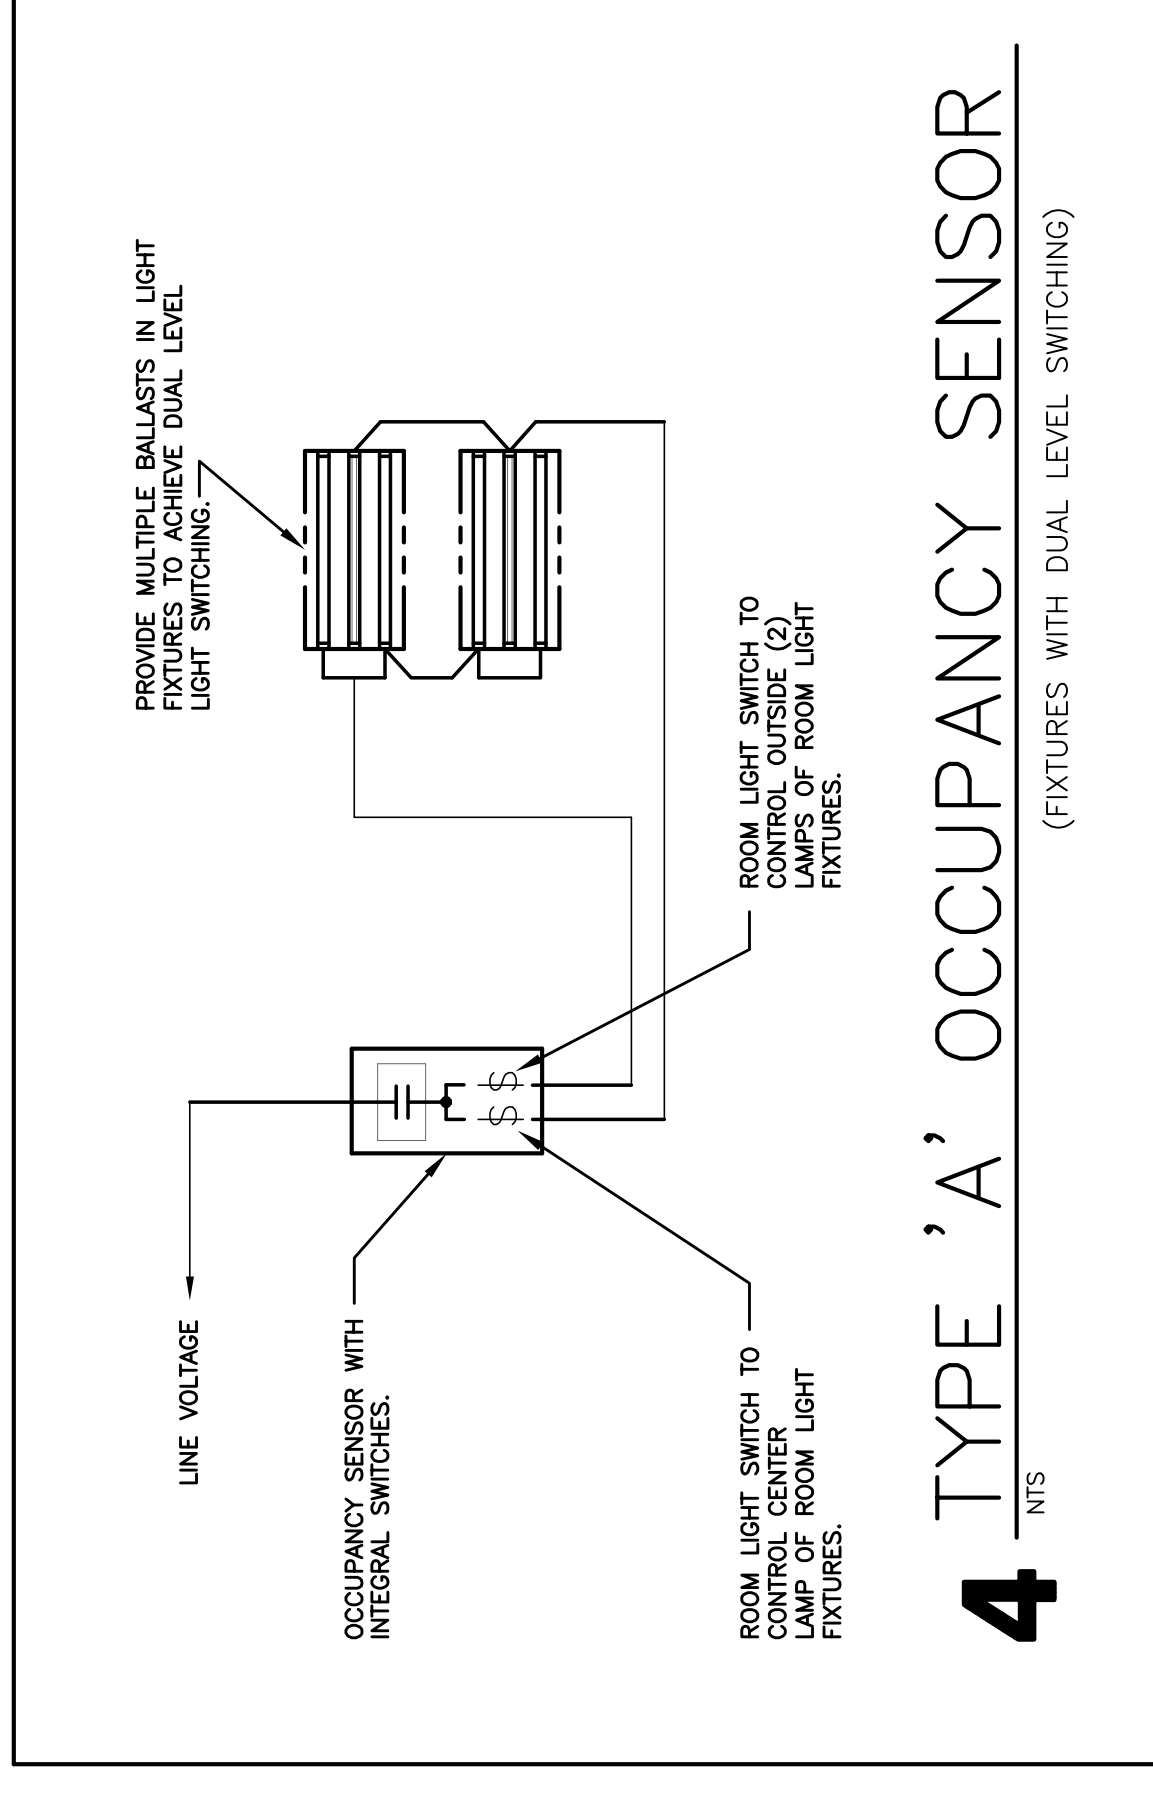 PROVIDE MULTIPLE BALLASTS IN LIGHT
FIXTURES TO ACHIEVE DUAL LEVEL
LIGHT SWITCHING.
LINE VOLTAGE
OCCUPANCY SENSOR WITH
INTEGRAL SWITCHES.
$ $
ROOM LIGHT SWITCH TO
CONTROL CENTER
LAMP OF ROOM LIGHT
FIXTURES.
ROOM LIGHT SWITCH TO
CONTROL OUTSIDE (2)
LAMPS OF ROOM LIGHT
FIXTURES.
4 TYPE 'A' OCCUPANCY SENSOR
NTS (FIXTURES WITH DUAL LEVEL SWITCHING)